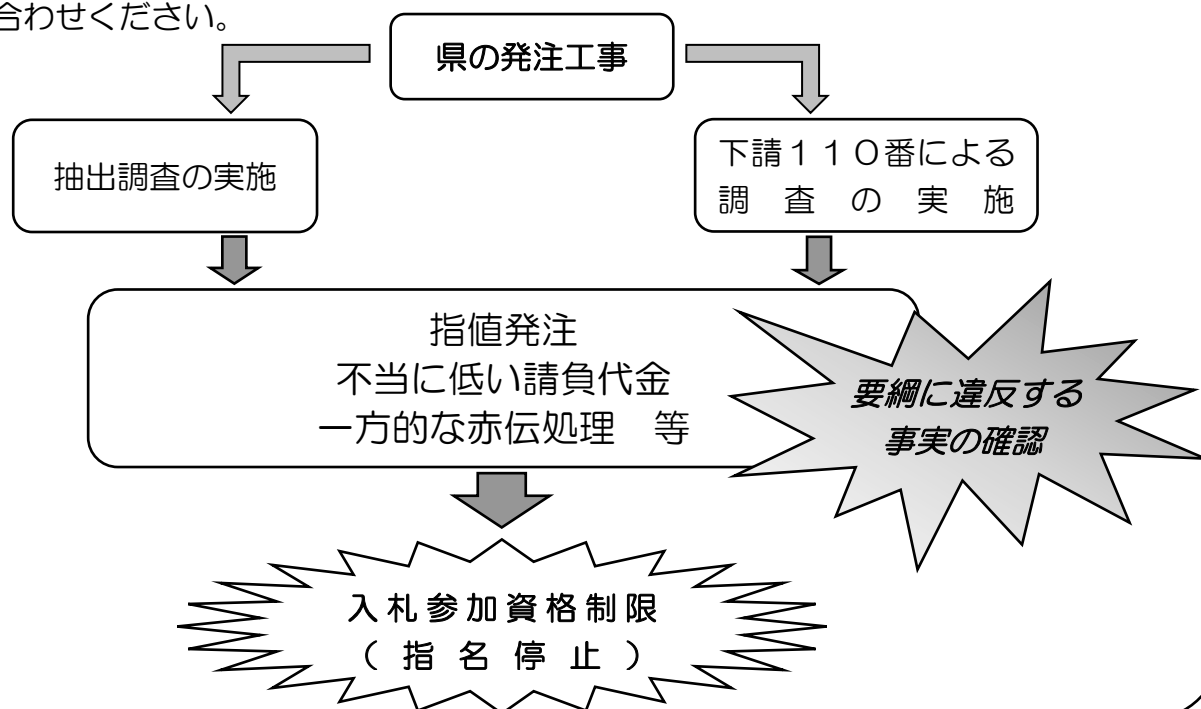 合わせください。
県の発注工事
抽出調査の実施
下請１１０番による
調査の実施
指値発注
不当に低い請負代金
一方的な赤伝処理　等
要綱に違反する
事実の確認
入札参加資格制限
（指名停止）